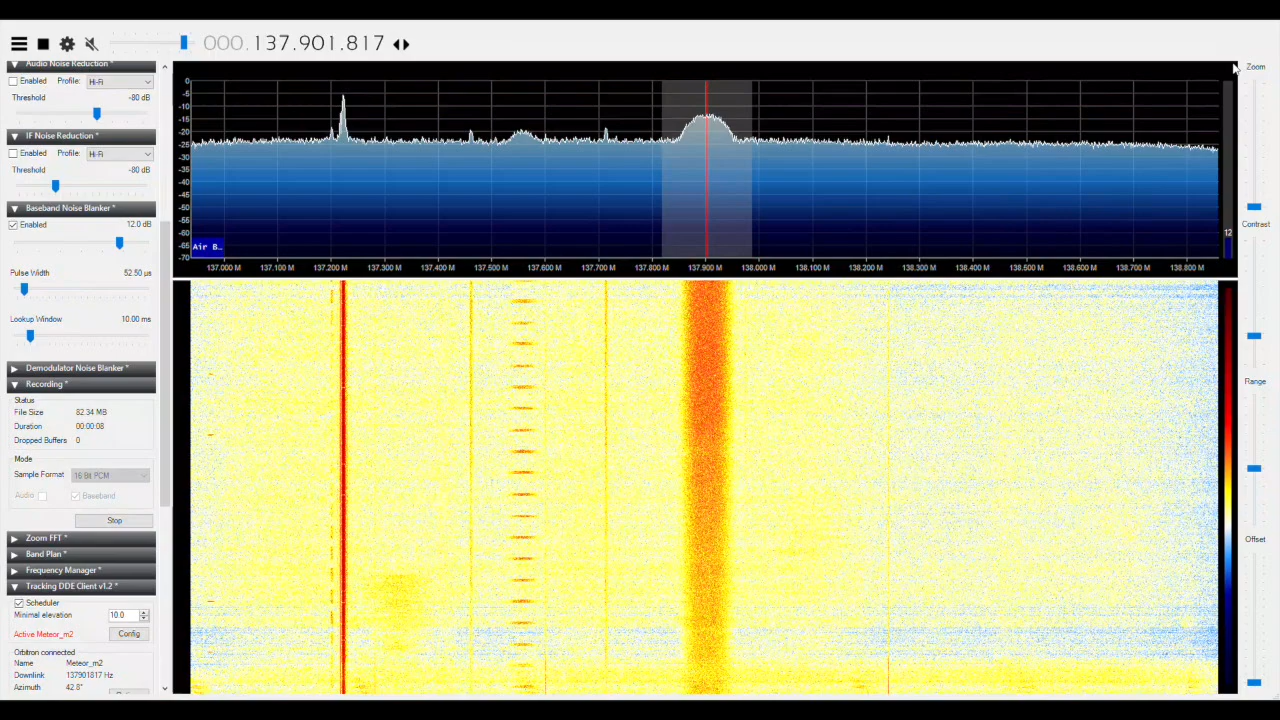 000.137.901.817
Audio Noise Reduction *
Enabled Profile: Hi-Fi
Threshold -80 dB
IF Noise Reduction *
Enabled Profile: Hi-Fi
Threshold -80 dB
Baseband Noise Blanker *
Enabled 12.0 dB
Pulse Width 52.50 µs
Lookup Window 10.00 ms
Demodulator Noise Blanker *
Recording *
Status
File Size 82.34 MB
Duration 00:00:08
Dropped Buffers 0
Mode
Sample Format 16 Bit PCM
Audio Baseband
Stop
Zoom FFT *
Band Plan *
Frequency Manager *
Tracking DDE Client v1.2 *
Scheduler
Minimal elevation 10.0
Active Meteor_m2 Config
Orbitron connected
Name Meteor_m2
Downlink 137901817 Hz
Azimuth 42.8°
0
-5
-10
-15
-20
-25
-30
-35
-40
-45
-50
-55
-60
-65
-70
Air B...
137.000 M 137.100 M 137.200 M 137.300 M 137.400 M 137.500 M 137.600 M 137.700 M 137.800 M 137.900 M 138.000 M 138.100 M 138.200 M 138.300 M 138.400 M 138.500 M 138.600 M 138.700 M 138.800 M
12
Zoom
Contrast
Range
Offset